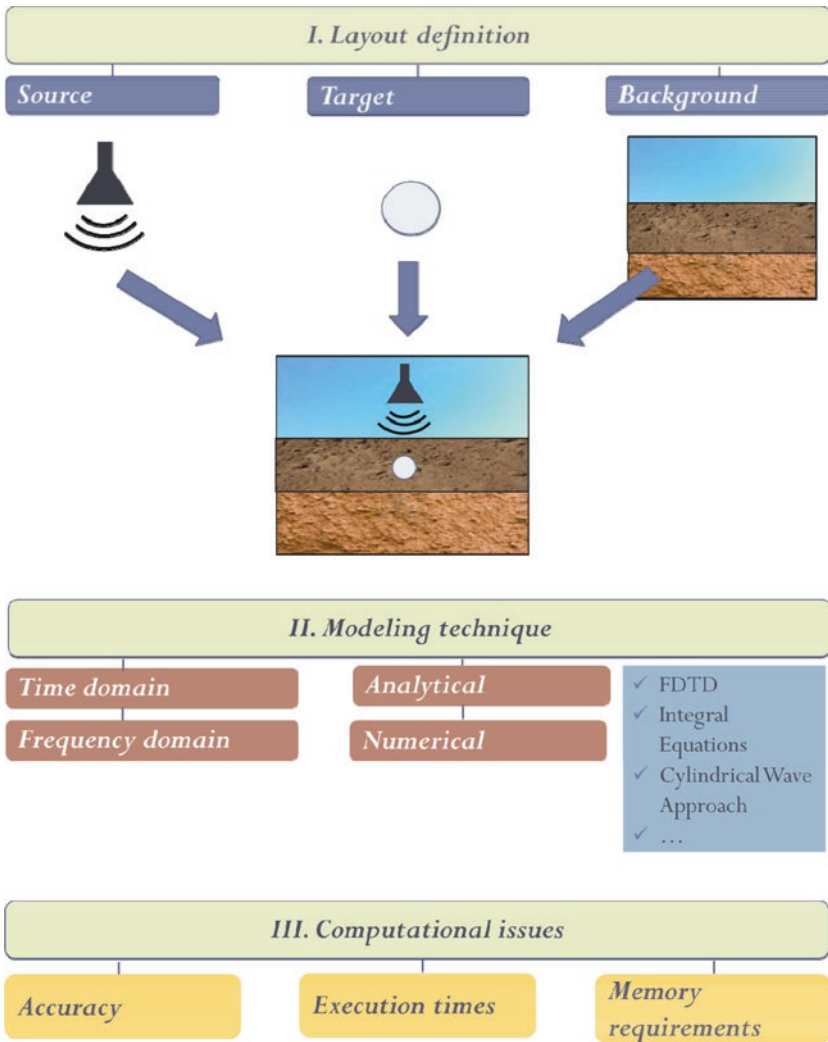 I. Layout definition
Source
Target
Background
II. Modeling technique
Time domain
Frequency domain
Analytical
Numerical
✓ FDTD
✓ Integral
Equations
✓ Cylindrical Wave
Approach
✓ ...
III. Computational issues
Accuracy
Execution times
Memory
requirements